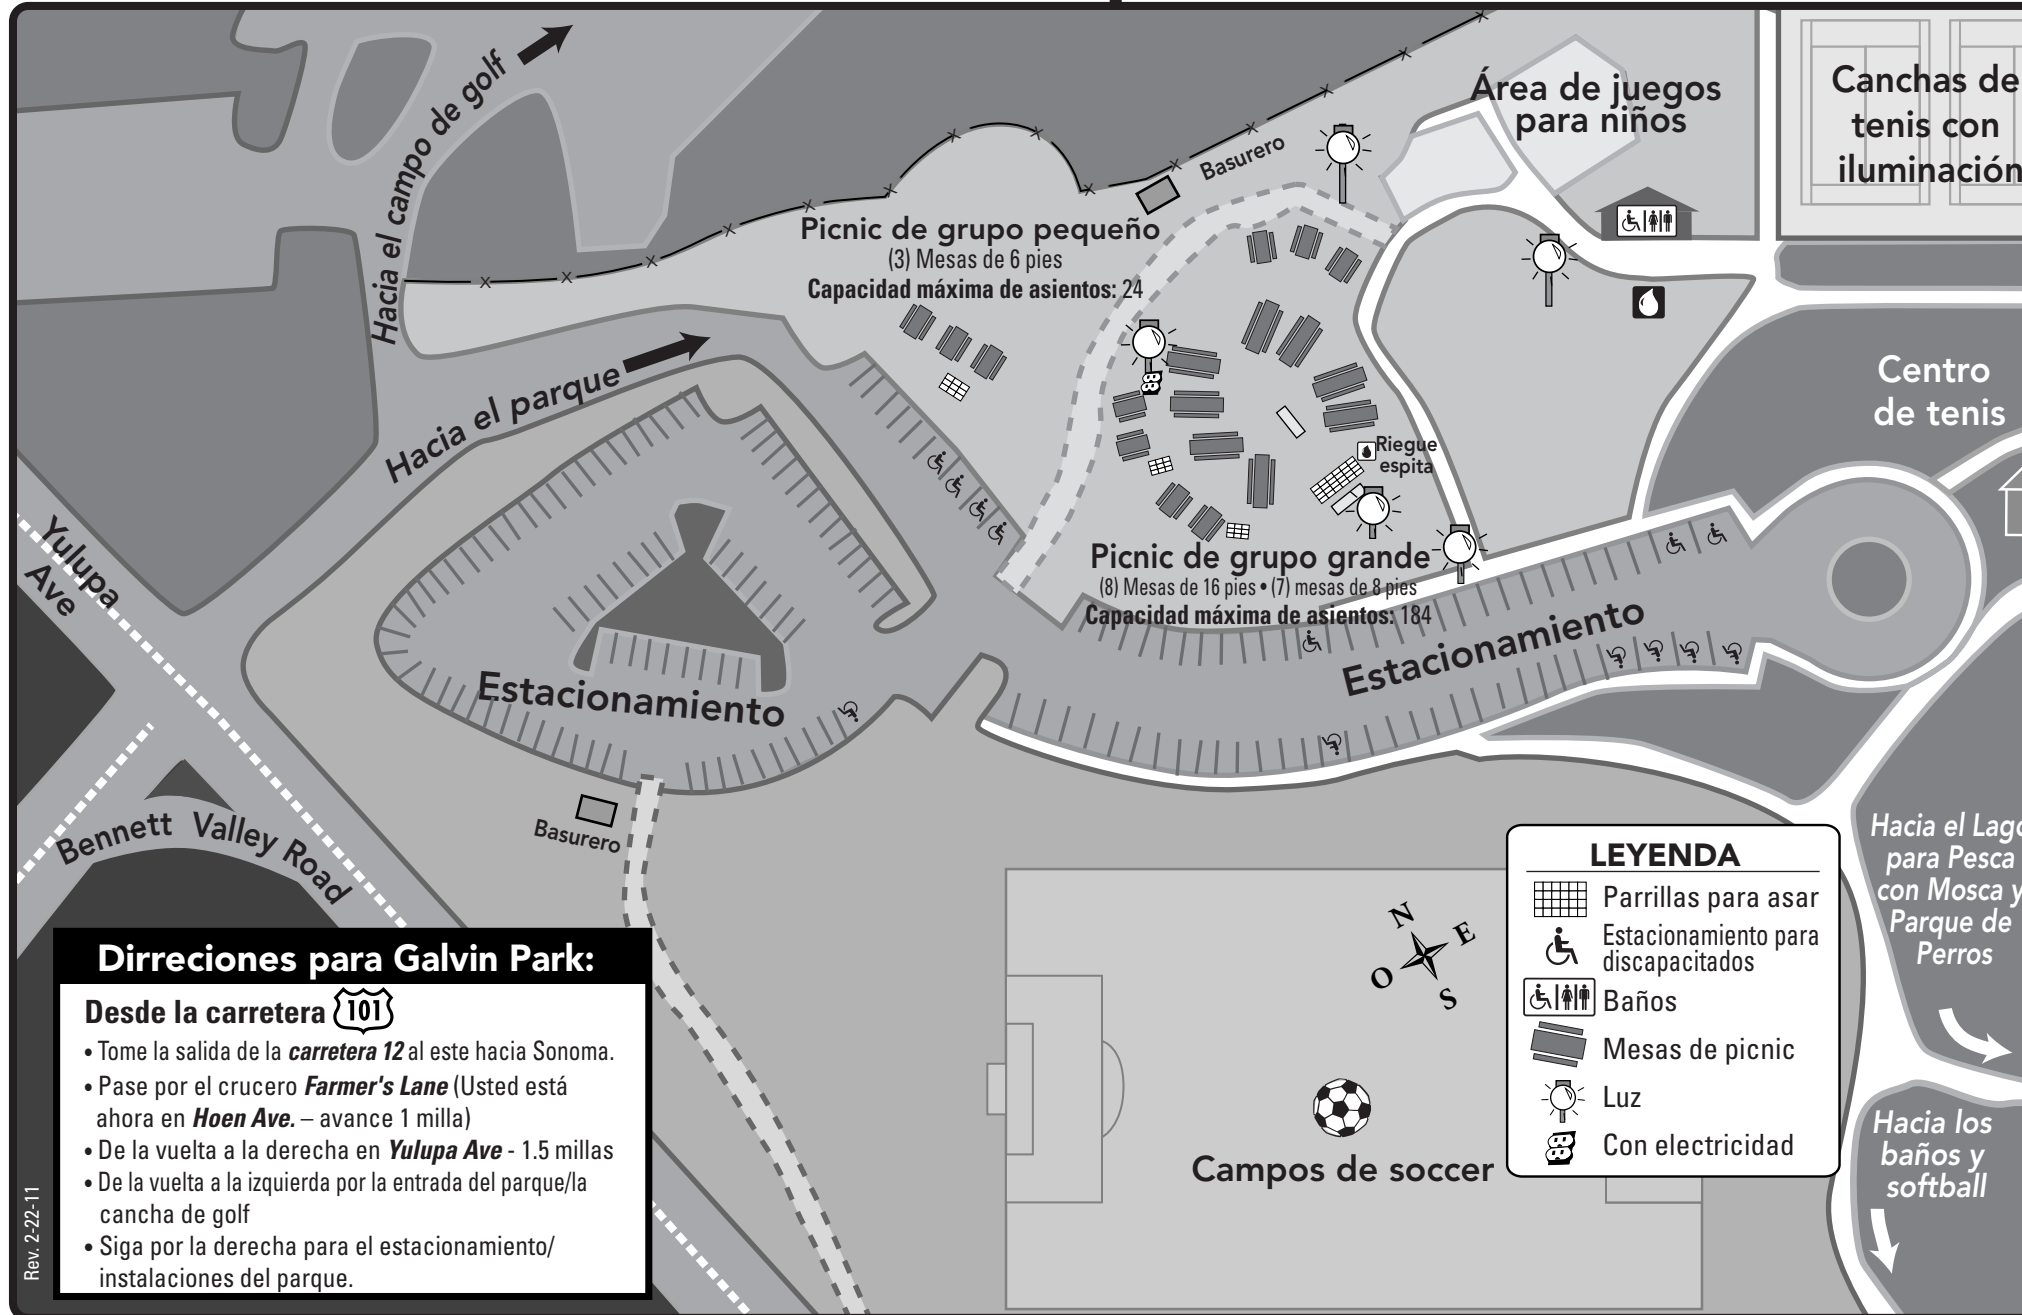 Hacia el campo de golf
Área de juegos
para niños
Canchas de
tenis con
iluminación
Basurero
Picnic de grupo pequeño
(3) Mesas de 6 pies
Capacidad máxima de asientos: 24
Hacia el parque
Centro
de tenis
Riegue
espita
Yulupa
Ave
Picnic de grupo grande
(8) Mesas de 16 pies • (7) mesas de 8 pies
Capacidad máxima de asientos: 184
Estacionamiento
Estacionamiento
Bennett Valley Road
Basurero
Hacia el Lago
para Pesca
con Mosca y
Parque de
Perros
LEYENDA
Parrillas para asar
Estacionamiento para
discapacitados
Baños
Mesas de picnic
Luz
Con electricidad
N
E
O
S
Campos de soccer
Hacia los
baños y
softball
Dirreciones para Galvin Park:
Desde la carretera 101
• Tome la salida de la carretera 12 al este hacia Sonoma.
• Pase por el crucero Farmer's Lane (Usted está
ahora en Hoen Ave. – avance 1 milla)
• De la vuelta a la derecha en Yulupa Ave - 1.5 millas
• De la vuelta a la izquierda por la entrada del parque/la
cancha de golf
• Siga por la derecha para el estacionamiento/
instalaciones del parque.
Rev. 2-22-11